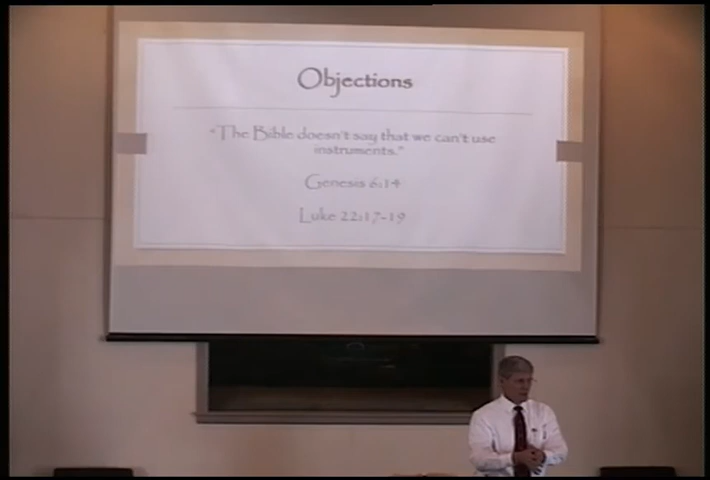 Objections
"The Bible doesn't say that we can't use
instruments."
Genesis 6:14
Luke 22:17-19